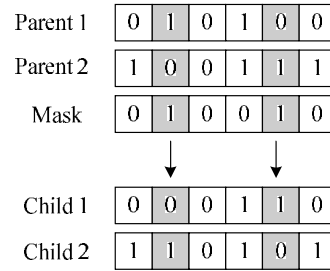 Parent 1 0 1 0 1 0 0
Parent 2 1 0 0 1 1 1
Mask 0 1 0 0 1 0
Child 1 0 0 0 1 1 0
Child 2 1 1 0 1 0 1